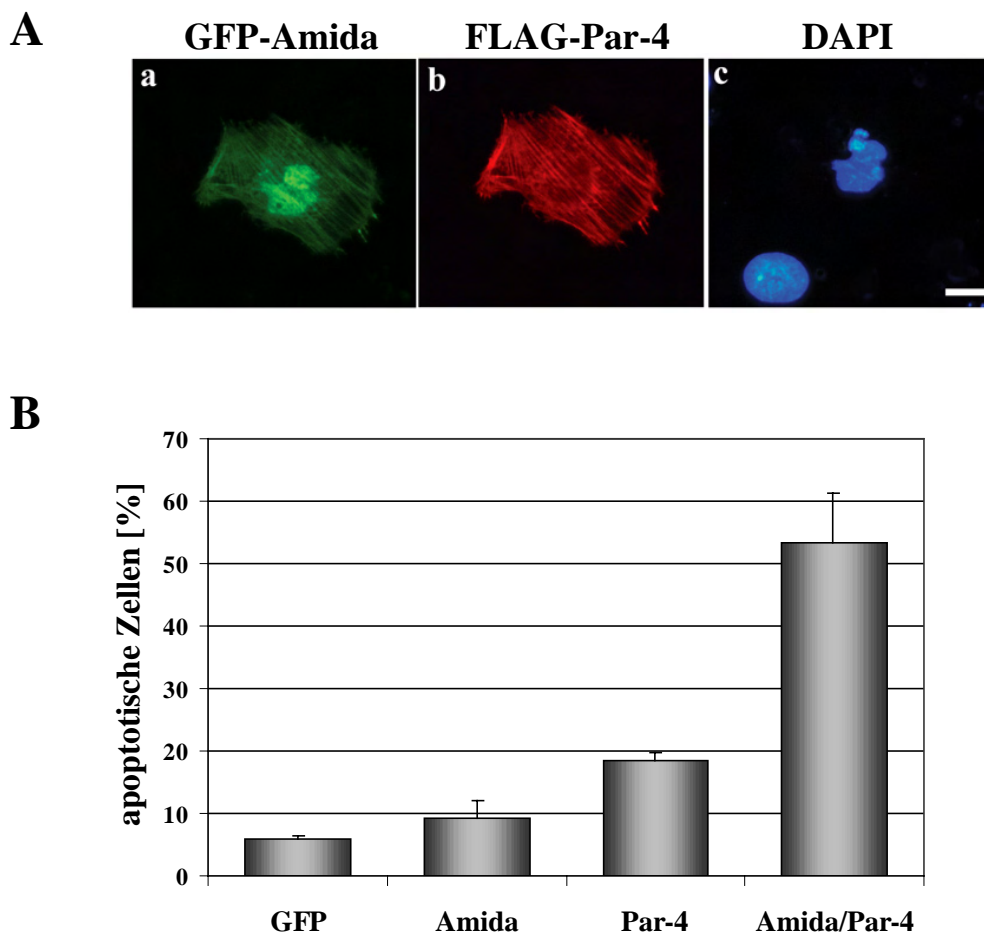 A
GFP-Amida FLAG-Par-4 DAPI
a b c
B
apoptotische Zellen [%]
70
60
50
40
30
20
10
0
GFP Amida Par-4 Amida/Par-4